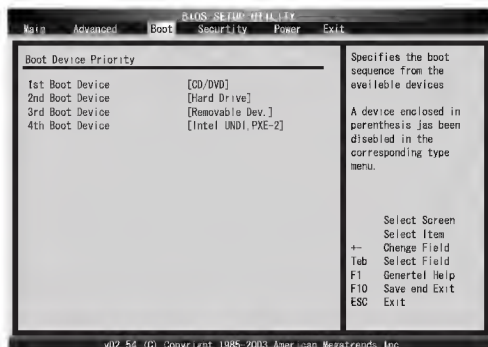 BIOS SETUP UTILITY
Main Advanced Boot Securtity Power Exit
Boot Device Priority
1st Boot Device [CD/DVD]
2nd Boot Device [Hard Drive]
3rd Boot Device [Removable Dev.]
4th Boot Device [Intel UNDI,PXE-2]
Specifies the boot
sequence from the
eveileble devices
A device enclosed in
parenthesis jas been
disebled in the
corresponding type
menu.
Select Screen
Select Item
+- Chenge Field
Teb Select Field
F1 Genertel Help
F10 Save end Exit
ESC Exit
v02.54 (C) Copyright 1985-2003 American Megatrends Inc